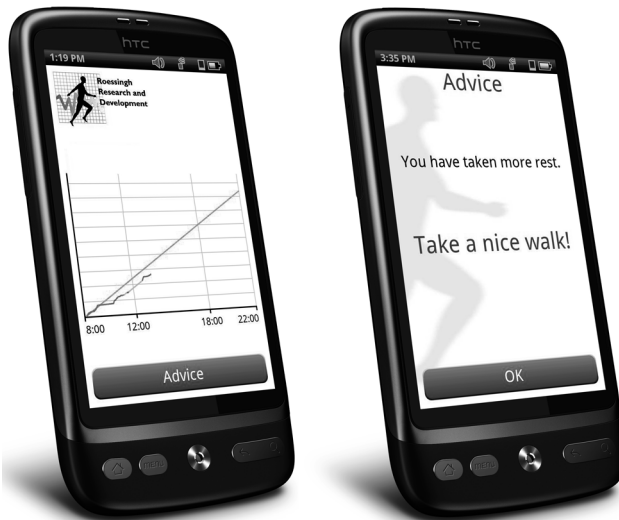 hTC
1:19 PM
Roessingh
Research and
Development
8:00 12:00 18:00 22:00
Advice
MENU
hTC
3:35 PM
Advice
You have taken more rest.
Take a nice walk!
OK